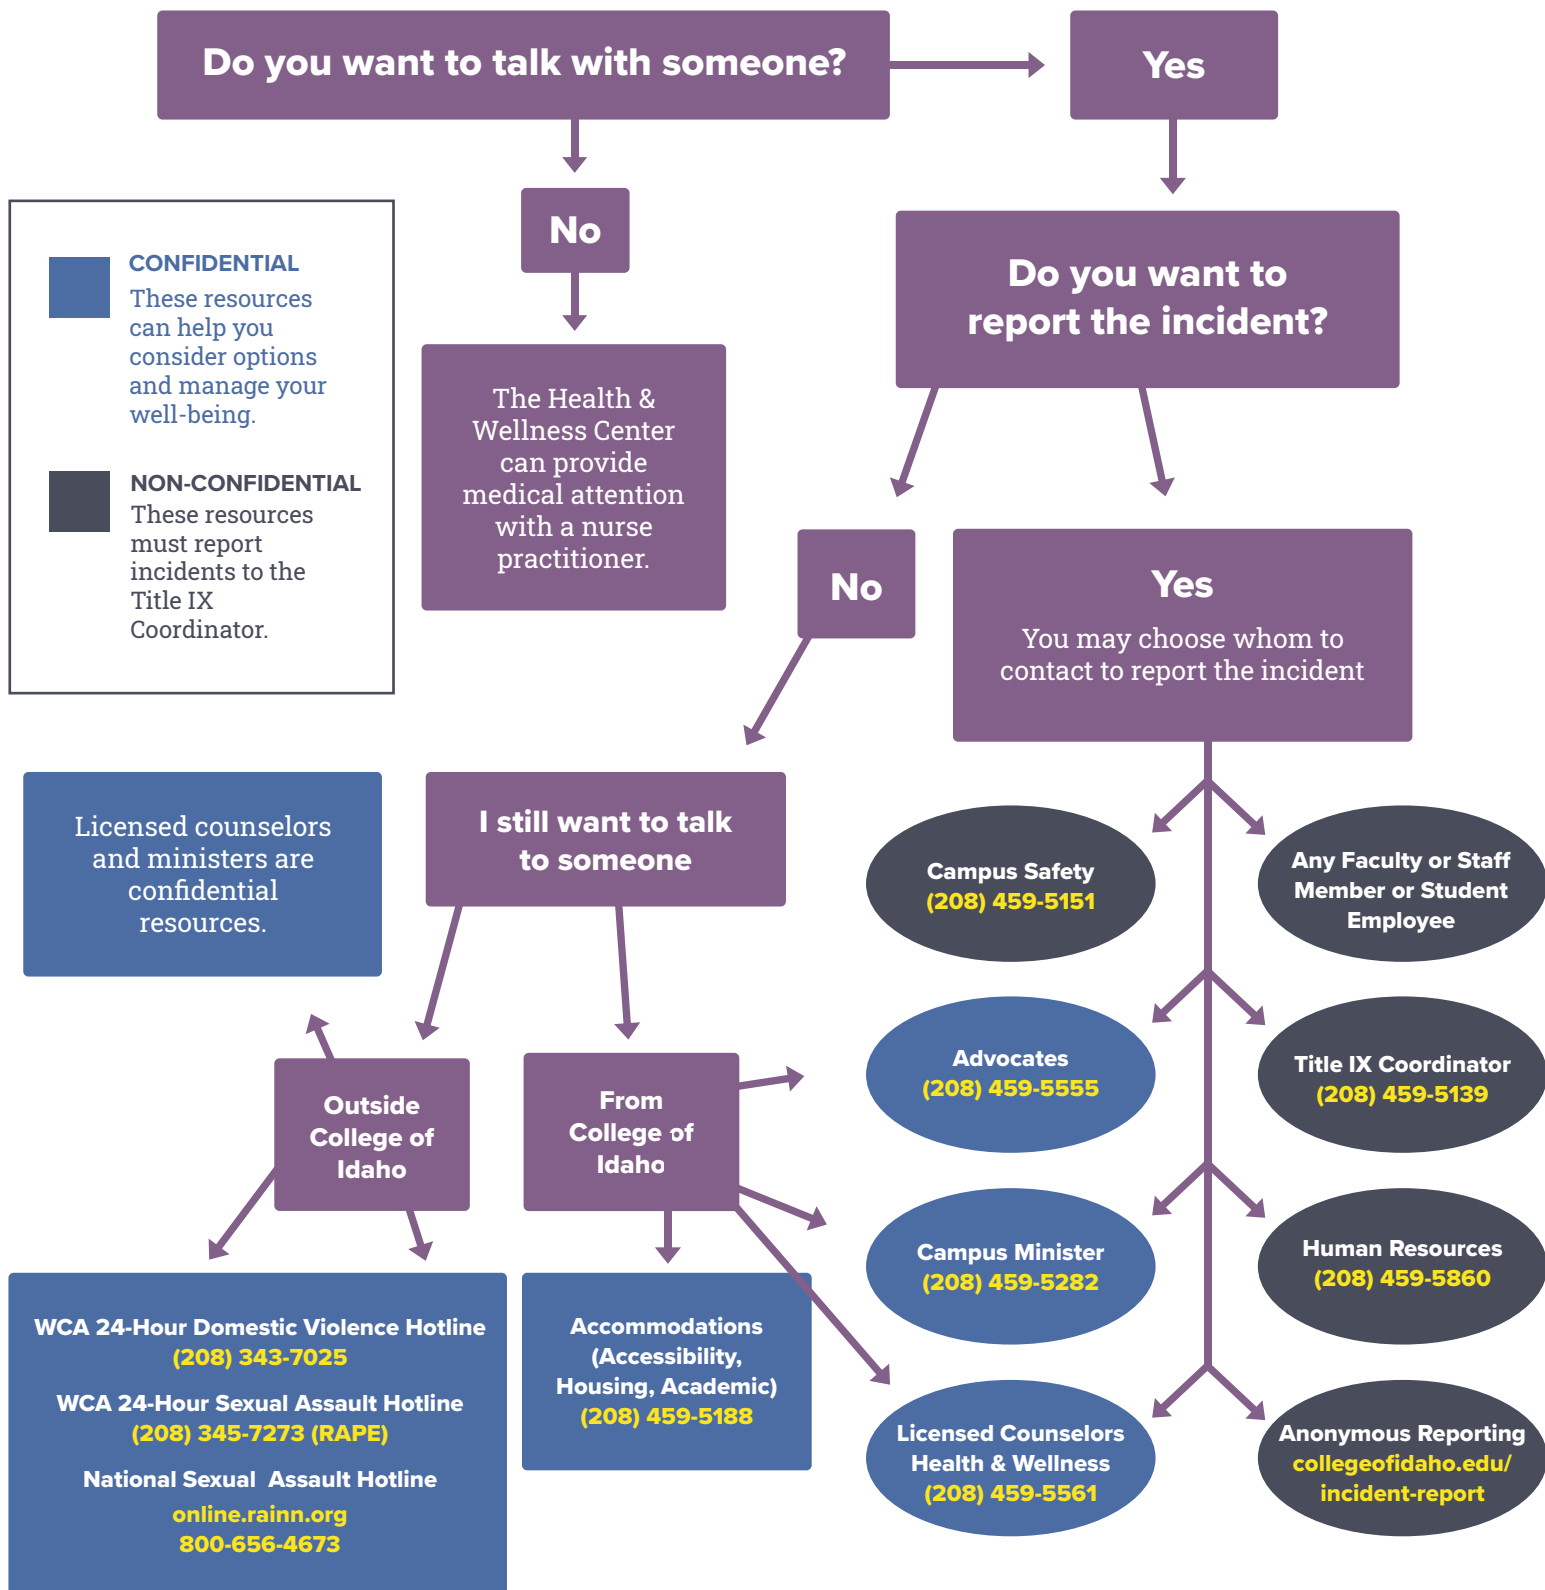 Do you want to talk with someone?
Yes
No
CONFIDENTIAL
These resources
can help you
consider options
and manage your
well-being.
NON-CONFIDENTIAL
These resources
must report
incidents to the
Title IX
Coordinator.
The Health &
Wellness Center
can provide
medical attention
with a nurse
practitioner.
Do you want to
report the incident?
No
Yes
You may choose whom to
contact to report the incident
Licensed counselors
and ministers are
confidential
resources.
I still want to talk
to someone
Outside
College of
Idaho
From
College of
Idaho
WCA 24-Hour Domestic Violence Hotline
(208) 343-7025
WCA 24-Hour Sexual Assault Hotline
(208) 345-7273 (RAPE)
National Sexual Assault Hotline
online.rainn.org
800-656-4673
Accommodations
(Accessibility,
Housing, Academic)
(208) 459-5188
Campus Safety
(208) 459-5151
Any Faculty or Staff
Member or Student
Employee
Advocates
(208) 459-5555
Title IX Coordinator
(208) 459-5139
Campus Minister
(208) 459-5282
Human Resources
(208) 459-5860
Licensed Counselors
Health & Wellness
(208) 459-5561
Anonymous Reporting
collegeofidaho.edu/
incident-report